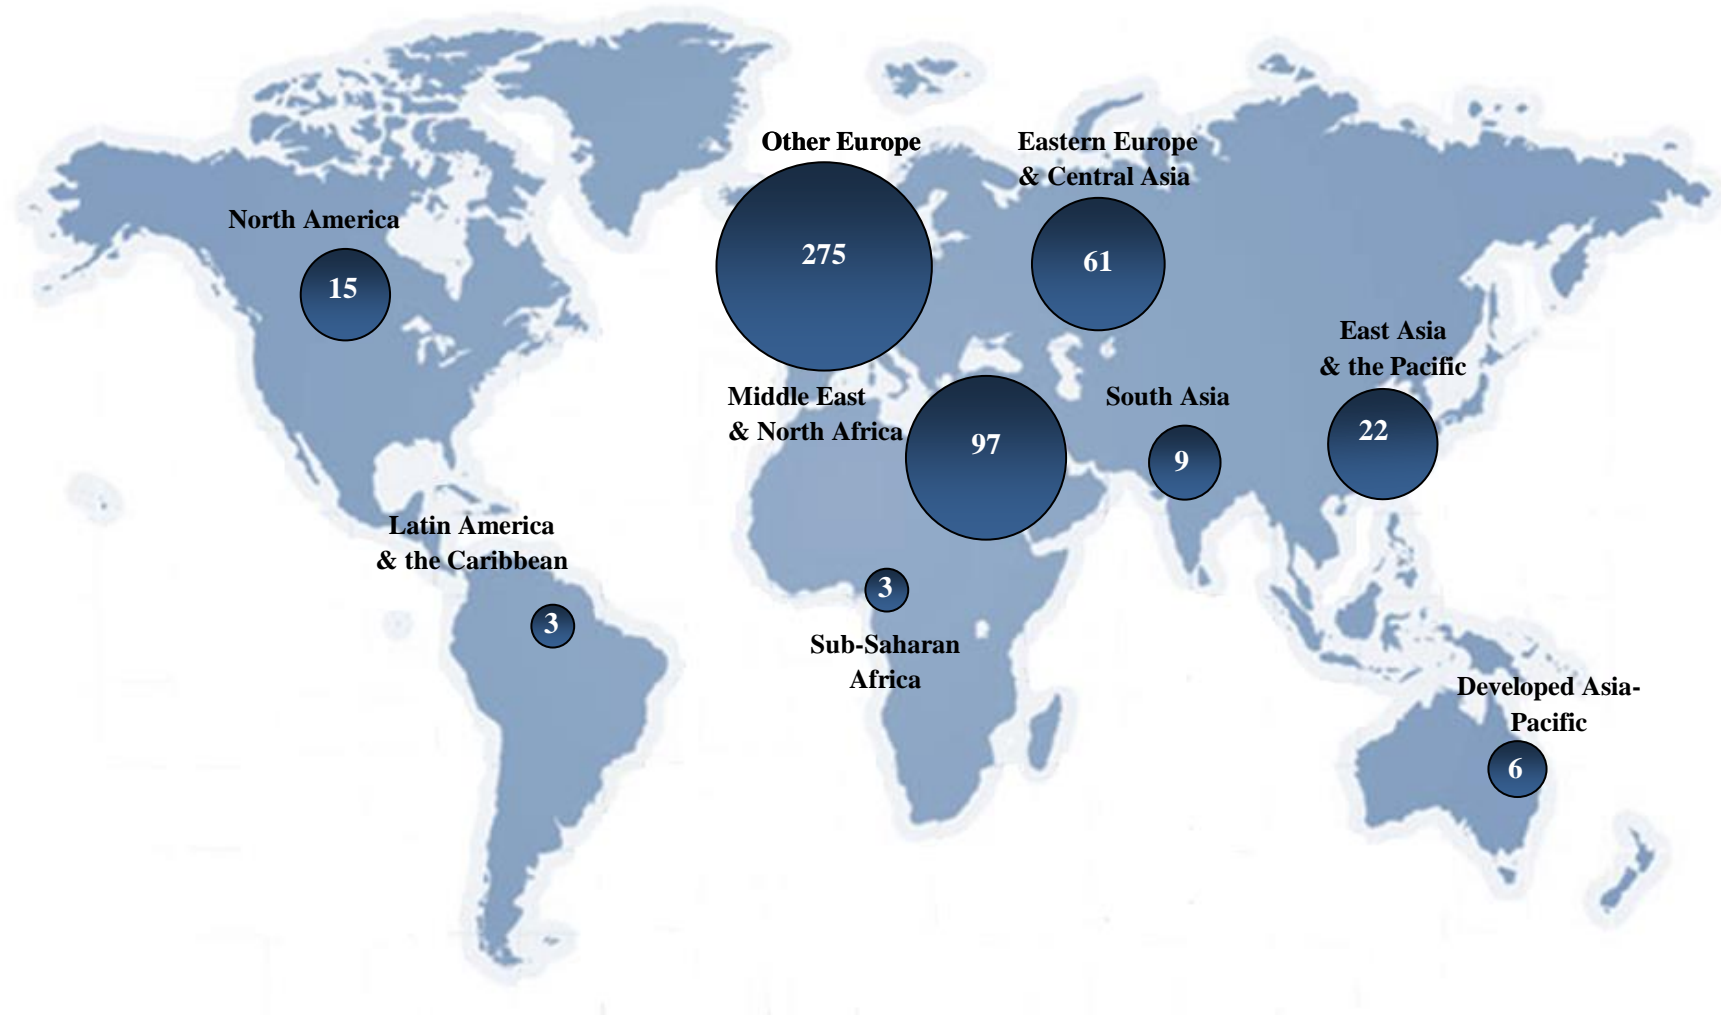 Other Europe
275
Eastern Europe
& Central Asia
61
North America
15
East Asia
& the Pacific
22
Middle East
& North Africa
97
South Asia
9
Latin America
& the Caribbean
3
3
Sub-Saharan
Africa
Developed Asia-
Pacific
6